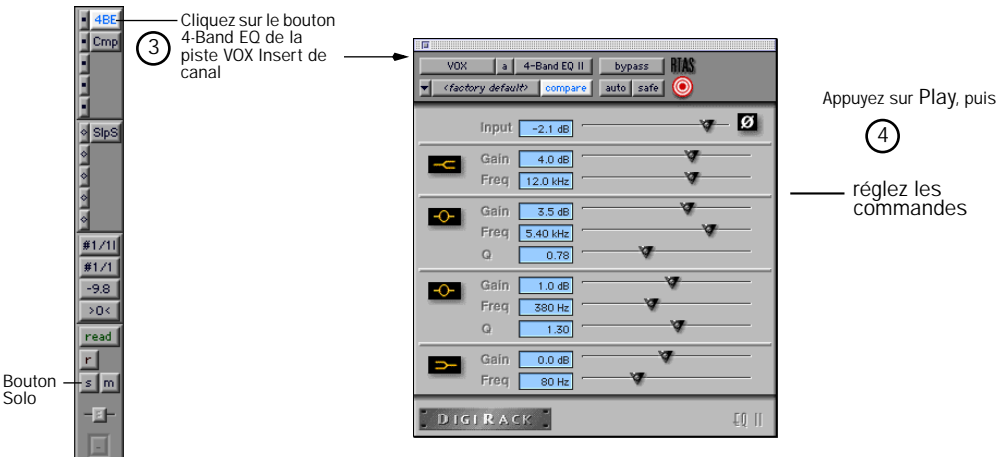 4BE
Cmp
SlpS
#1/1
#1/1
-9.8
>0<
read
r
s m
Bouton
Solo
3
Cliquez sur le bouton
4-Band EQ de la
piste VOX Insert de
canal
VOX a 4-Band EQ II bypass RTAS
<factory default> compare auto safe
Input -2.1 dB Ø
Gain 4.0 dB
Freq 12.0 kHz
Gain 3.5 dB
Freq 5.40 kHz
Q 0.78
Gain 1.0 dB
Freq 380 Hz
Q 1.30
Gain 0.0 dB
Freq 80 Hz
DIGIRACK EQ II
Appuyez sur Play, puis
4
réglez les
commandes